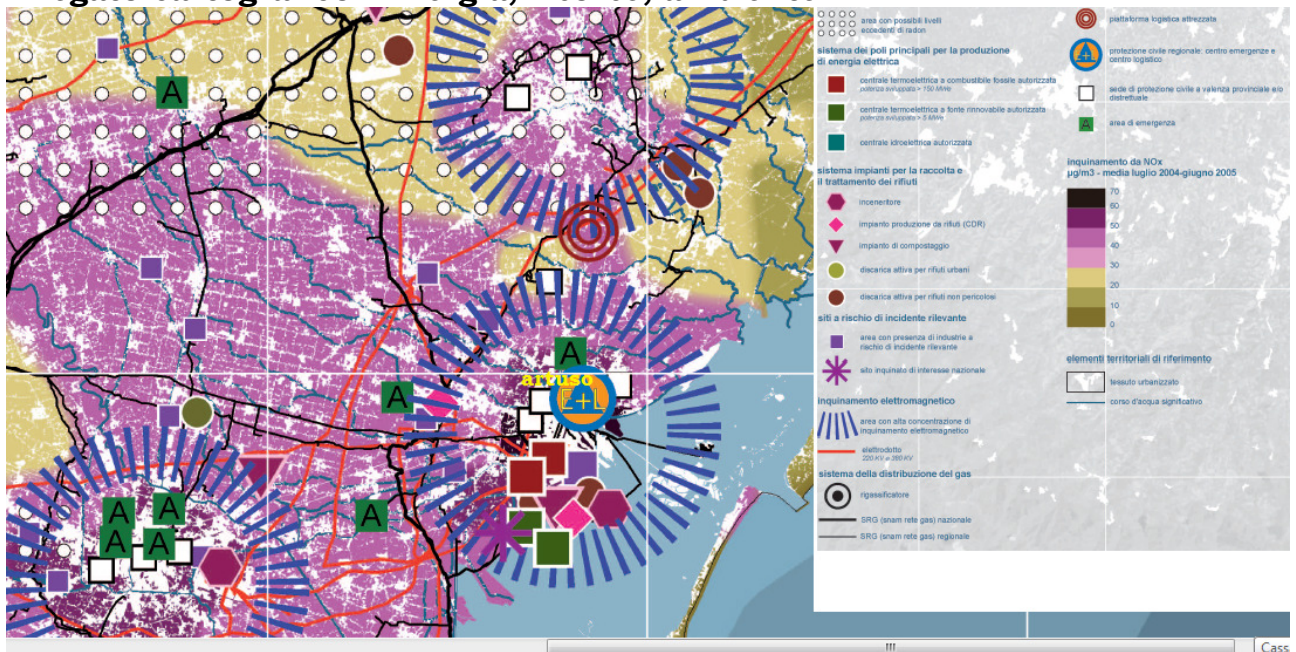 area con possibili livelli
eccedenti di radon
sistema dei poli principali per la produzione
di energia elettrica
centrale termoelettrica a combustibile fossile autorizzata
potenza sviluppata > 150 MWe
centrale termoelettrica a fonte rinnovabile autorizzata
potenza sviluppata > 5 MWe
centrale idroelettrica autorizzata
sistema impianti per la raccolta e
il trattamento dei rifiuti
inceneritore
impianto produzione da rifiuti (CDR)
impianto di compostaggio
discarica attiva per rifiuti urbani
discarica attiva per rifiuti non pericolosi
siti a rischio di incidente rilevante
area con presenza di industrie a
rischio di incidente rilevante
sito inquinato di interesse nazionale
inquinamento elettromagnetico
area con alta concentrazione di
inquinamento elettromagnetico
elettrodotto
220 KV e 380 KV
sistema della distribuzione del gas
rigassificatore
SRG (snam rete gas) nazionale
SRG (snam rete gas) regionale
piattaforma logistica attrezzata
E+L
protezione civile regionale: centro emergenze e
centro logistico
sede di protezione civile a valenza provinciale e/o
distrettuale
A
area di emergenza
inquinamento da NOx
µg/m3 - media luglio 2004-giugno 2005
70
60
50
40
30
20
10
0
elementi territoriali di riferimento
tessuto urbanizzato
corso d'acqua significativo
A
A
artuso
E+L
A
A
A
A
A
A
Cass